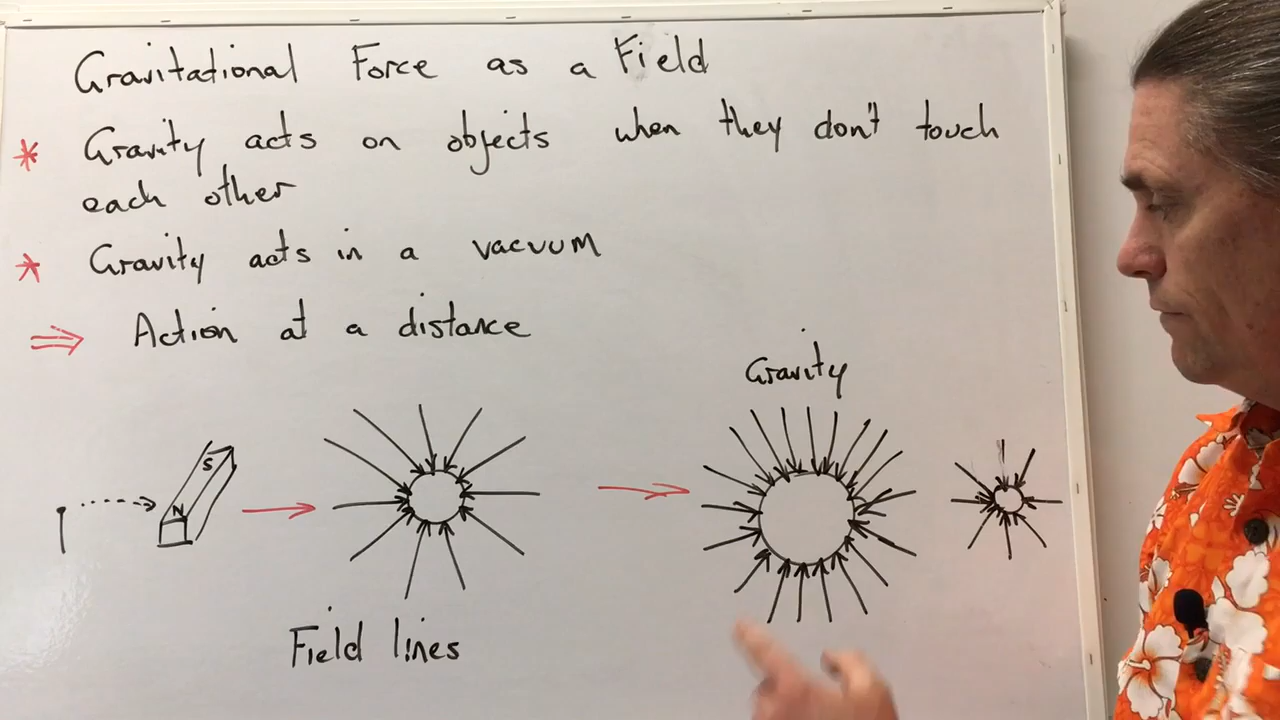 Gravitational Force as a Field
* Gravity acts on objects when they don't touch
each other
* Gravity acts in a vacuum
⇒ Action at a distance
Gravity
S
N
Field lines